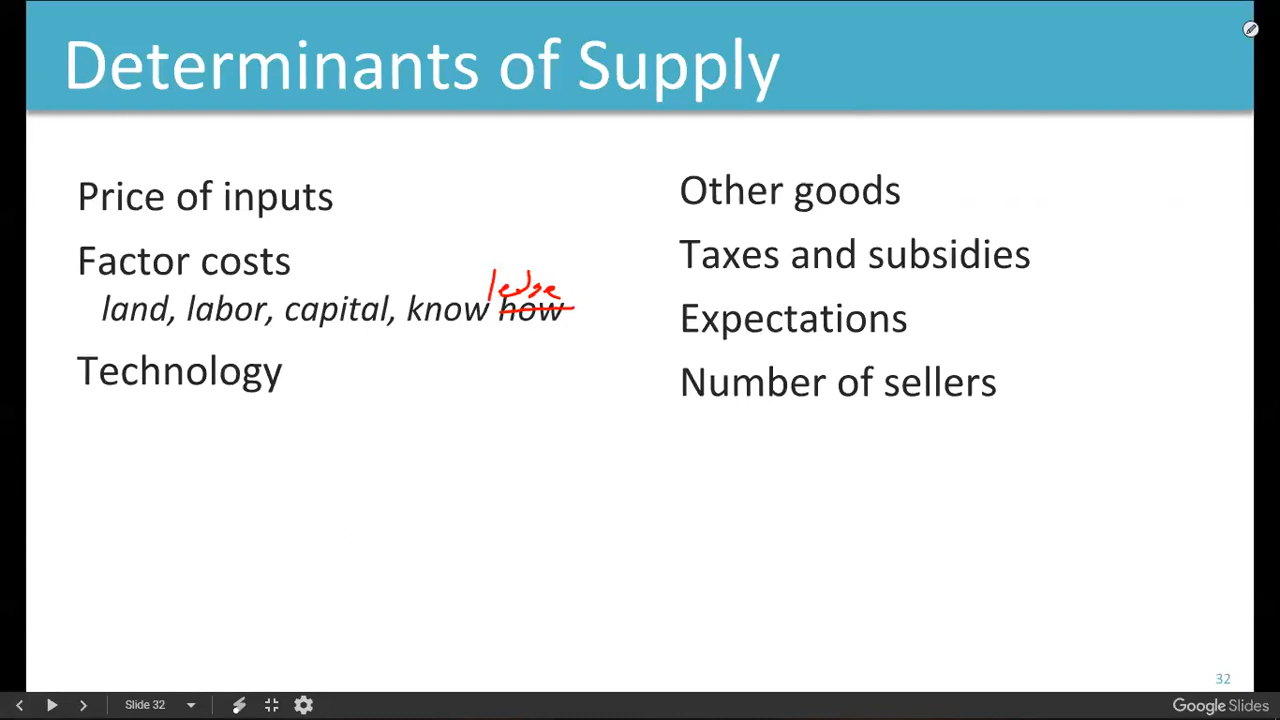 Determinants of Supply
Price of inputs
Factor costs
ledge
land, labor, capital, know how
Technology
Other goods
Taxes and subsidies
Expectations
Number of sellers
32
Slide 32
Google Slides